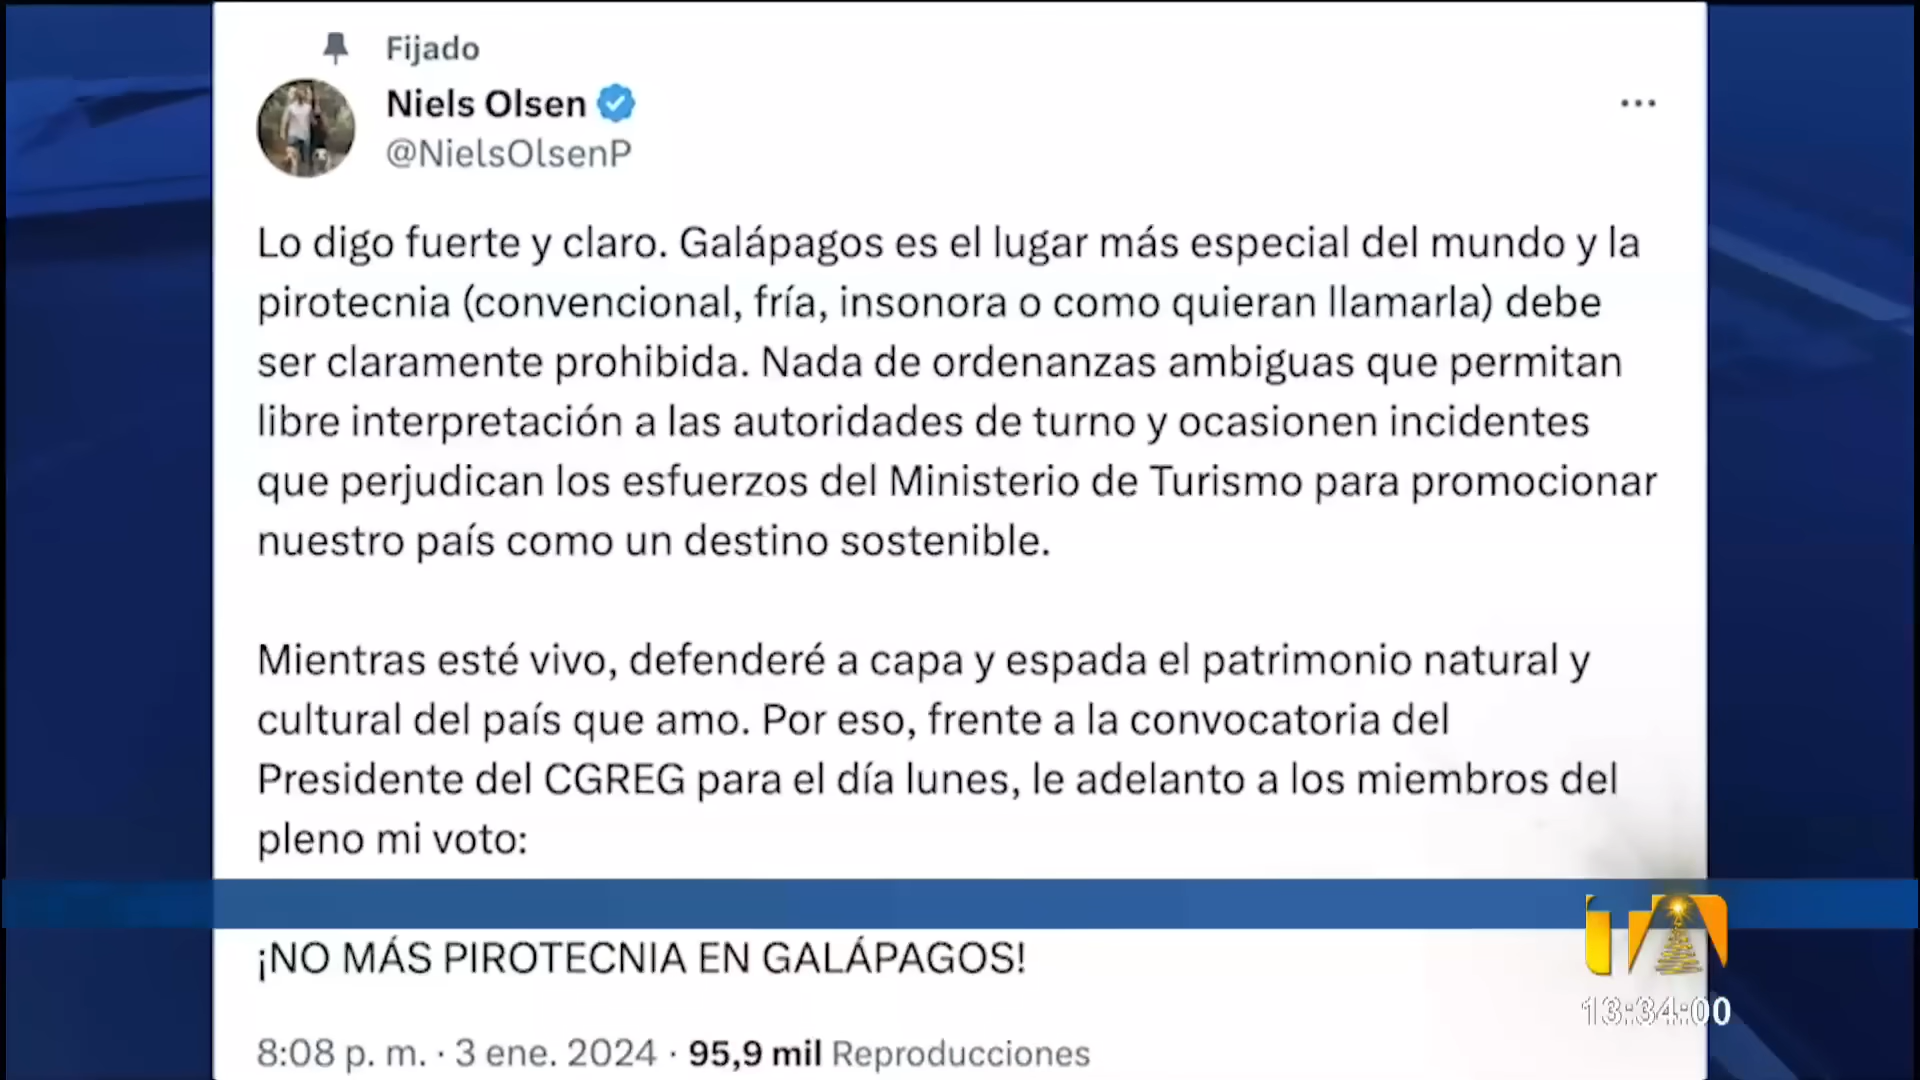 Fijado
Niels Olsen
@NielsOlsenP
Lo digo fuerte y claro. Galápagos es el lugar más especial del mundo y la
pirotecnia (convencional, fría, insonora o como quieran llamarla) debe
ser claramente prohibida. Nada de ordenanzas ambiguas que permitan
libre interpretación a las autoridades de turno y ocasionen incidentes
que perjudican los esfuerzos del Ministerio de Turismo para promocionar
nuestro país como un destino sostenible.
Mientras esté vivo, defenderé a capa y espada el patrimonio natural y
cultural del país que amo. Por eso, frente a la convocatoria del
Presidente del CGREG para el día lunes, le adelanto a los miembros del
pleno mi voto:
¡NO MÁS PIROTECNIA EN GALÁPAGOS!
TA
13:34:00
8:08 p. m. · 3 ene. 2024 · 95,9 mil Reproducciones